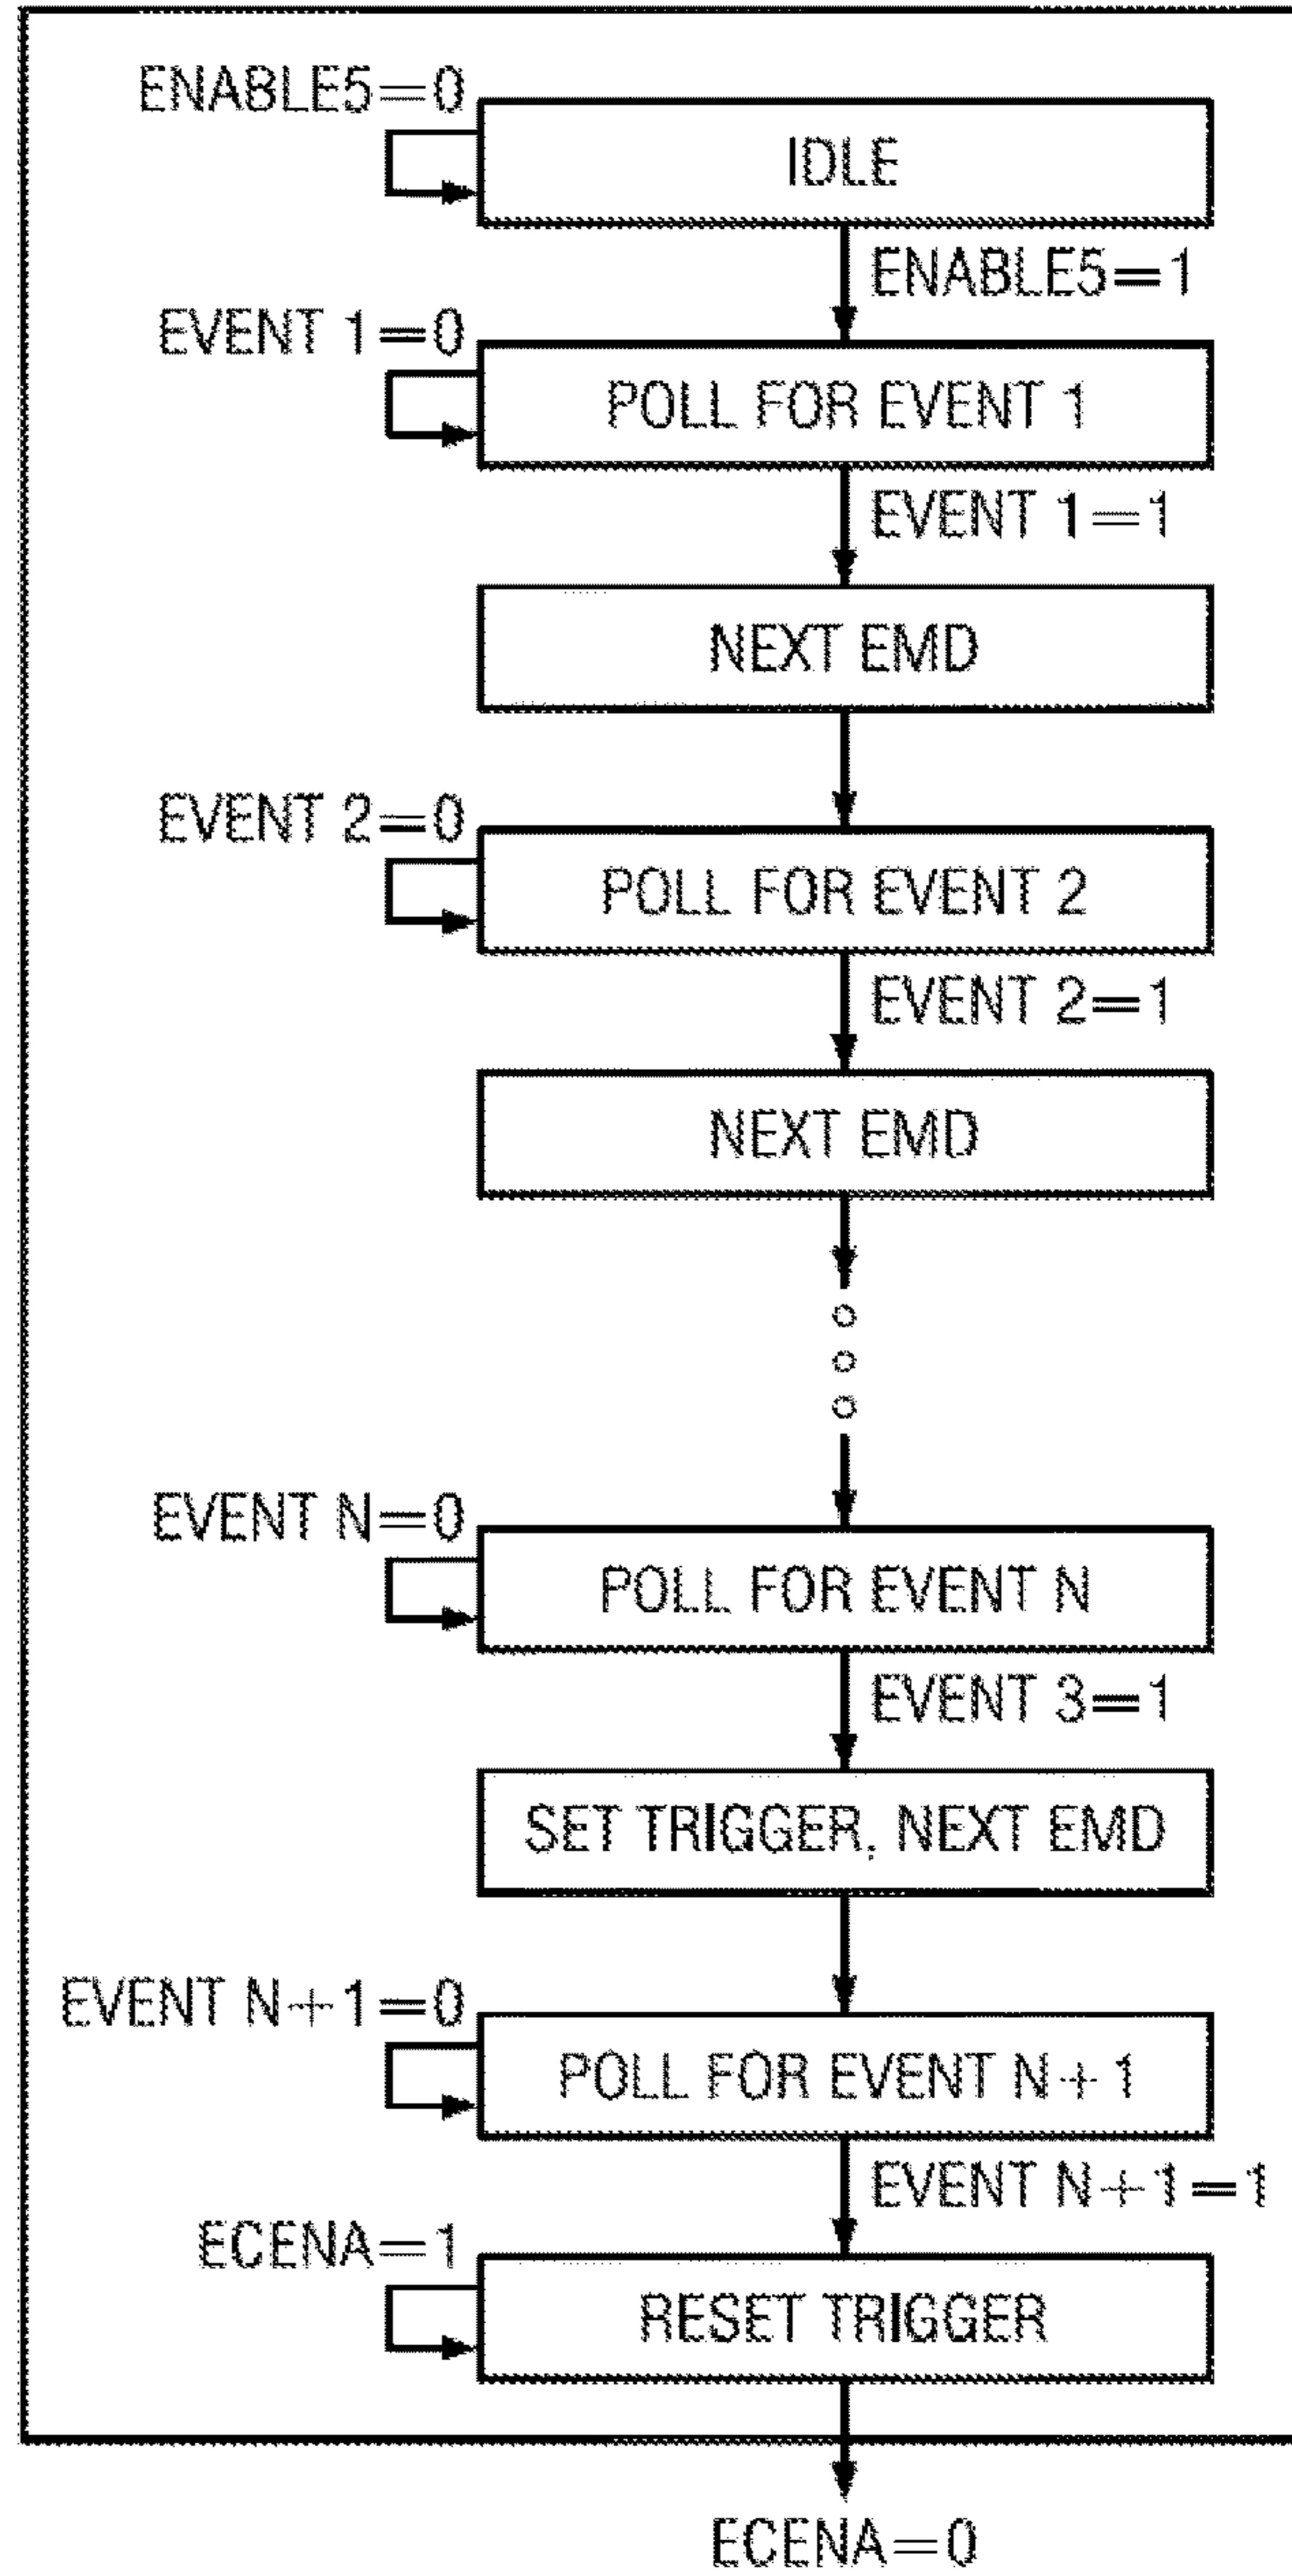 ENABLE5=0
IDLE
ENABLE5=1
EVENT 1=0
POLL FOR EVENT 1
EVENT 1=1
NEXT EMD
EVENT 2=0
POLL FOR EVENT 2
EVENT 2=1
NEXT EMD
EVENT N=0
POLL FOR EVENT N
EVENT 3=1
SET TRIGGER, NEXT EMD
EVENT N+1=0
POLL FOR EVENT N+1
EVENT N+1=1
ECENA=1
RESET TRIGGER
ECENA=0